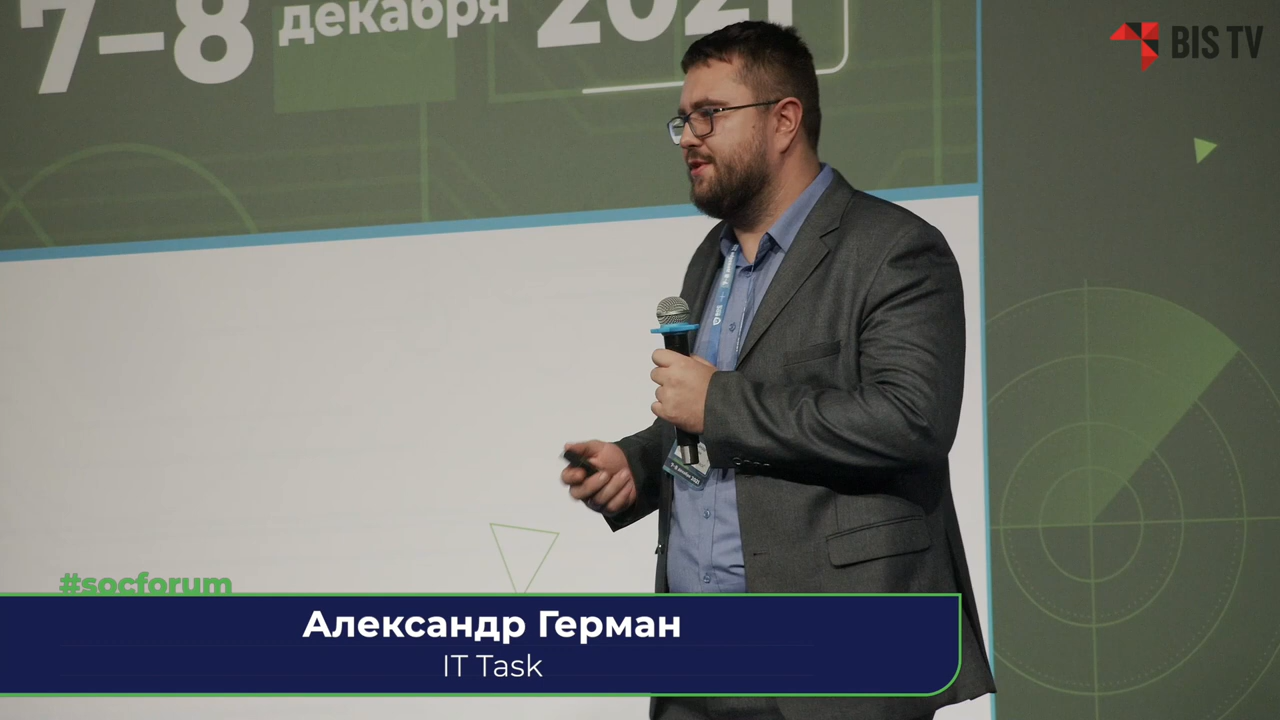 7–8 декабря 2021
BIS TV
#socforum
Александр Герман
IT Task